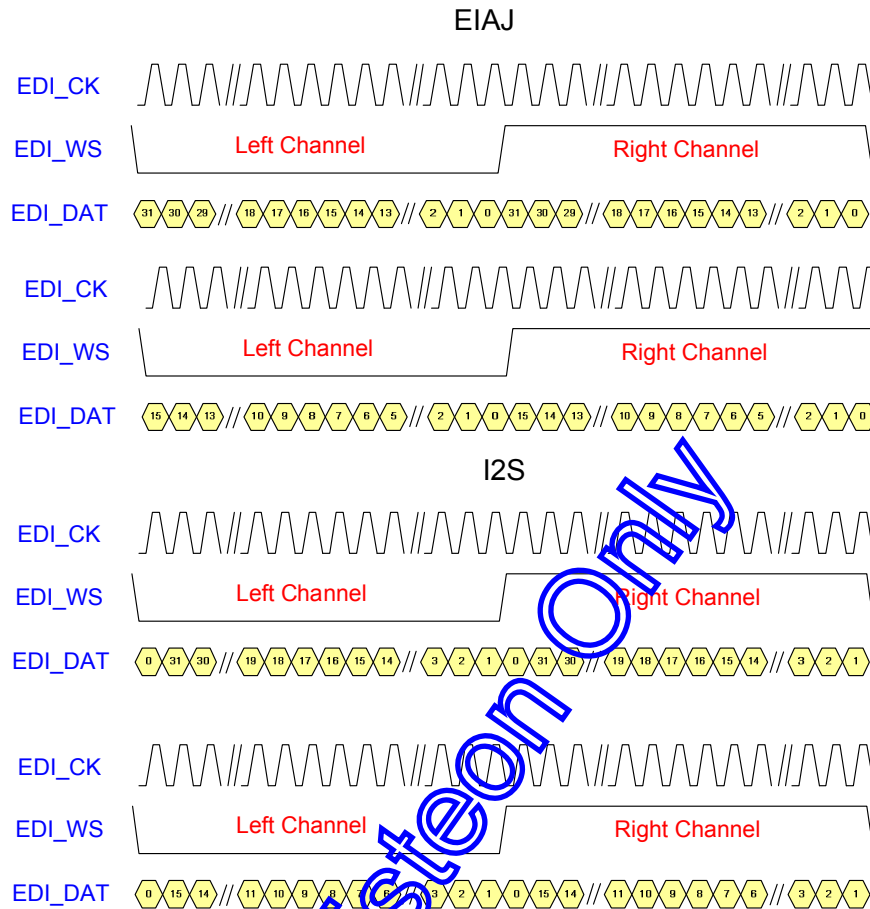 EIAJ
EDI_CK
EDI_WS Left Channel Right Channel
EDI_DAT 31 30 29 // 18 17 16 15 14 13 // 2 1 0 31 30 29 // 18 17 16 15 14 13 // 2 1 0
EDI_CK
EDI_WS Left Channel Right Channel
EDI_DAT 15 14 13 // 10 9 8 7 6 5 // 2 1 0 15 14 13 // 10 9 8 7 6 5 // 2 1 0
I2S
EDI_CK
EDI_WS Left Channel Right Channel
EDI_DAT 0 31 30 // 19 18 17 16 15 14 // 3 2 1 0 31 30 // 19 18 17 16 15 14 // 3 2 1
EDI_CK
EDI_WS Left Channel Right Channel
EDI_DAT 0 15 14 // 11 10 9 8 7 6 // 3 2 1 0 15 14 // 11 10 9 8 7 6 // 3 2 1
steon Only